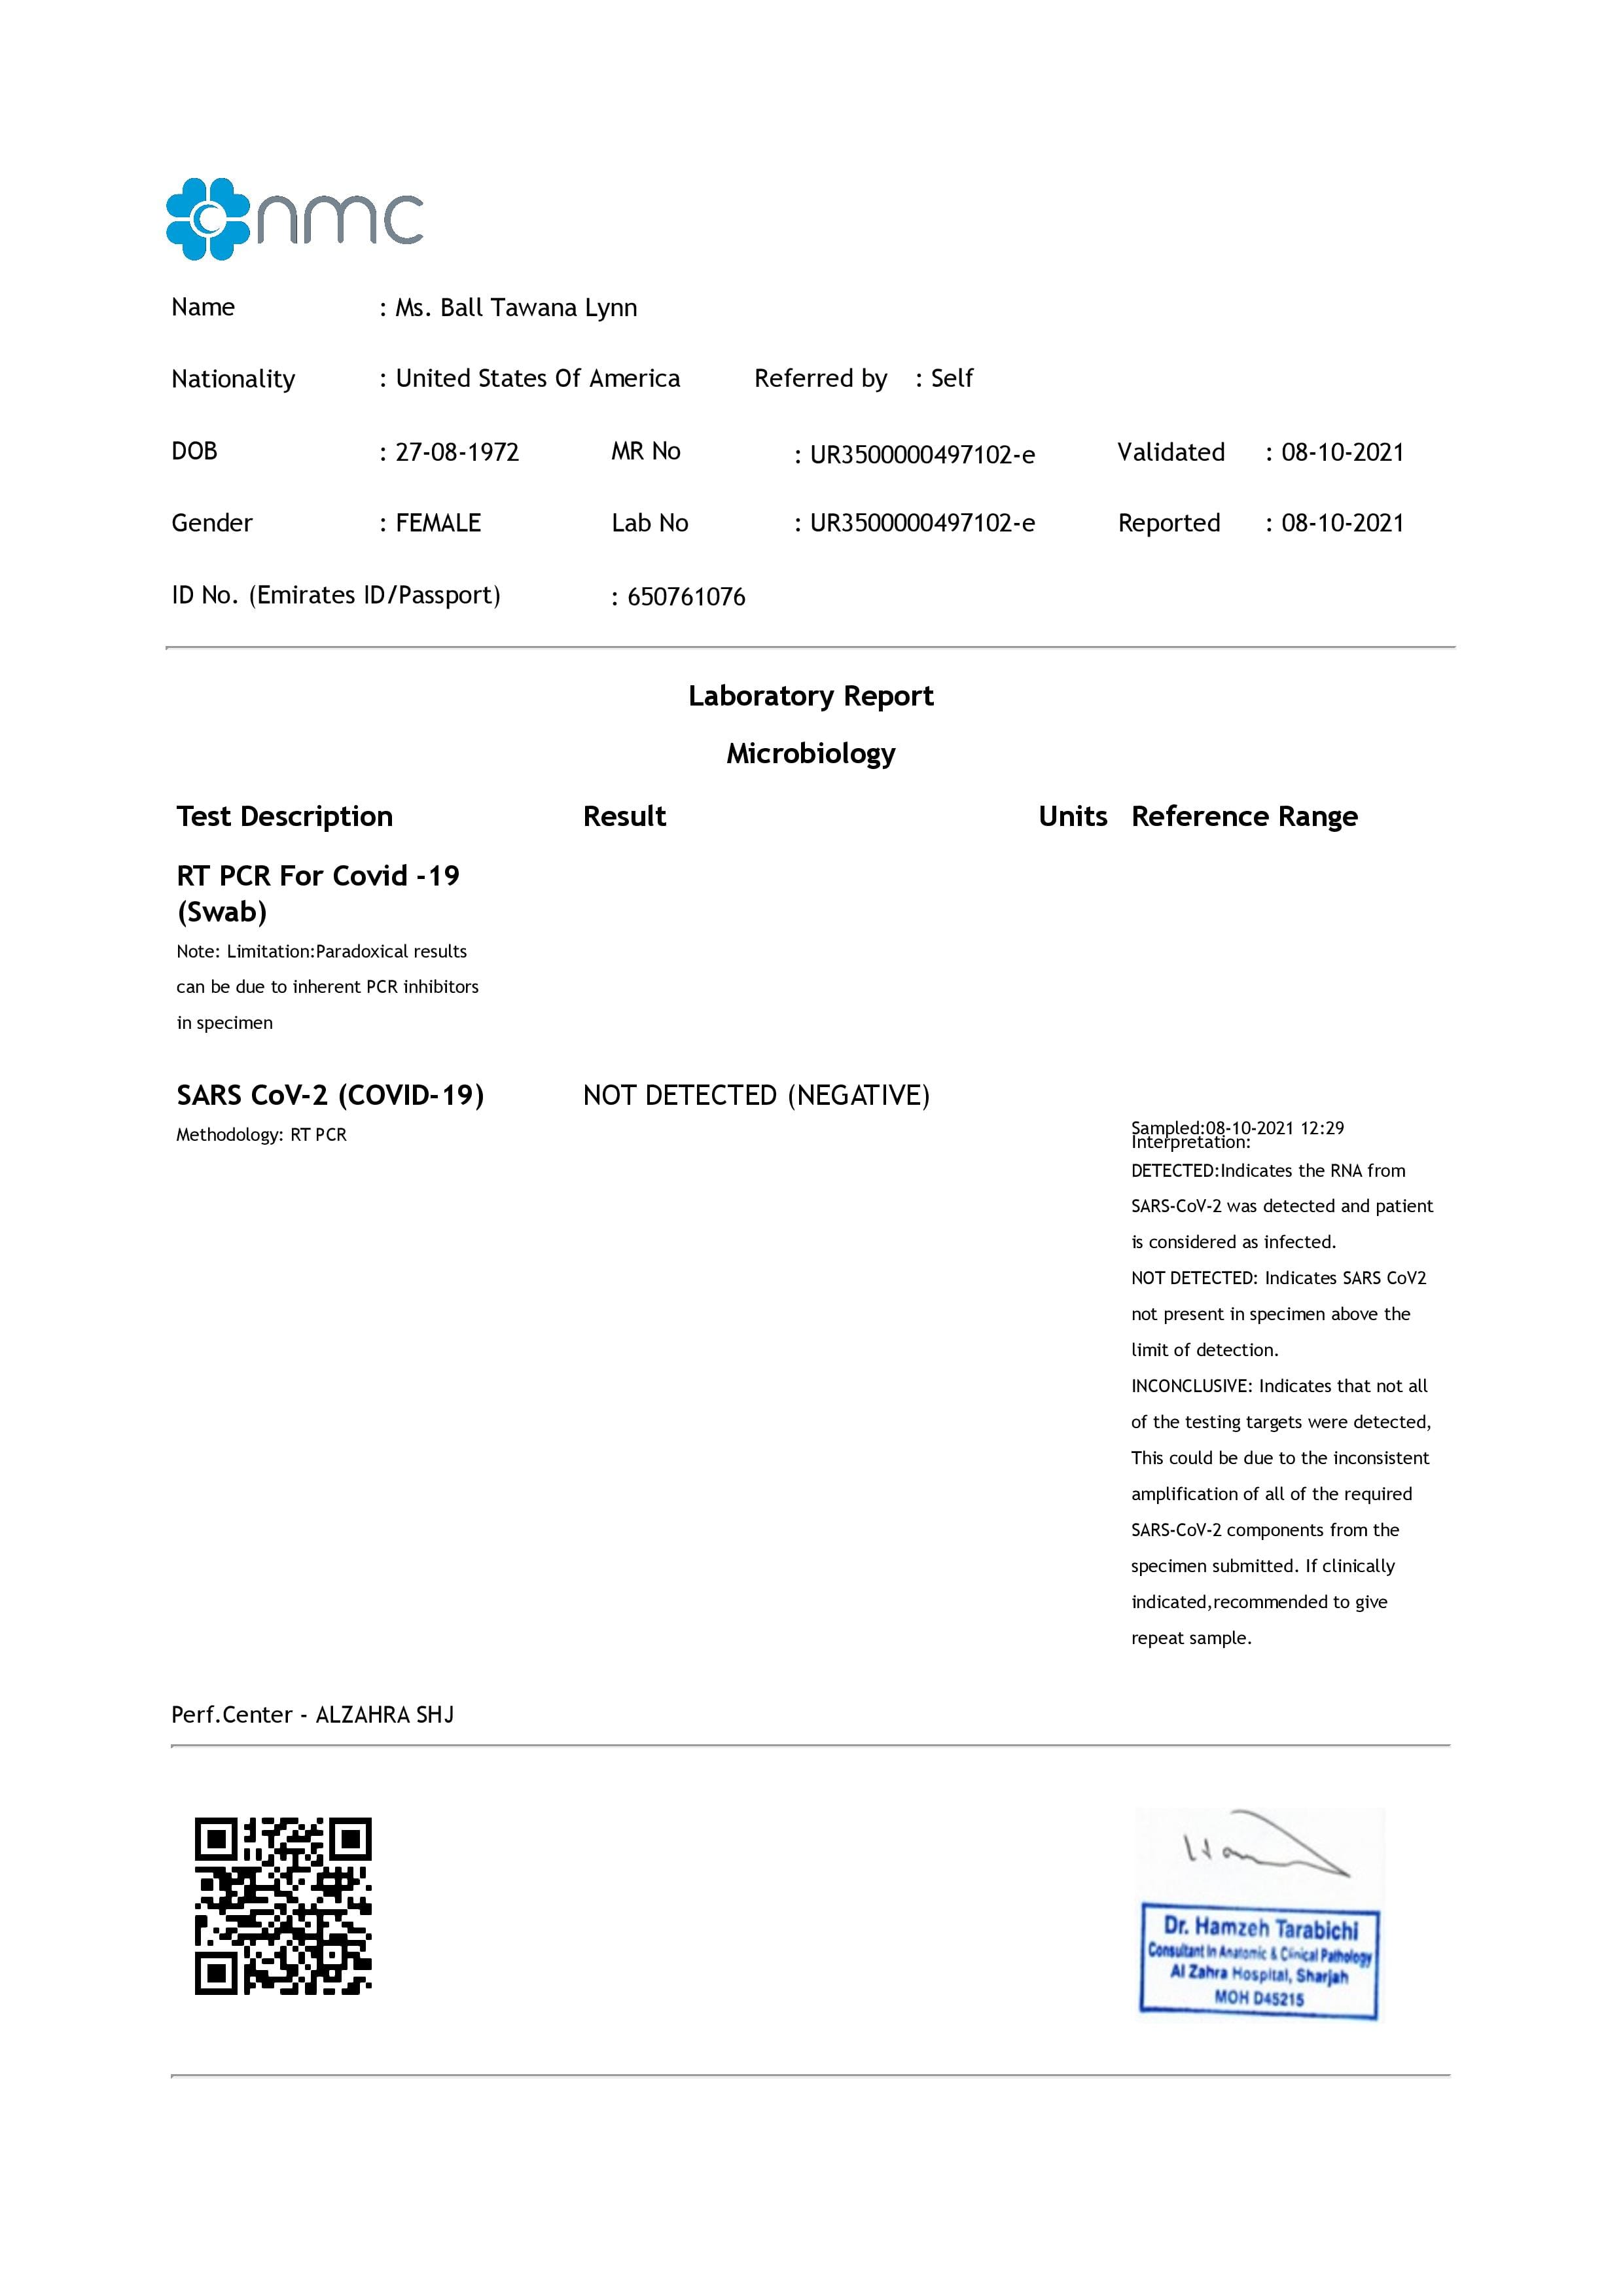 nmc
Name : Ms. Ball Tawana Lynn
Nationality : United States Of America Referred by : Self
DOB : 27-08-1972 MR No : UR3500000497102-e Validated : 08-10-2021
Gender : FEMALE Lab No : UR3500000497102-e Reported : 08-10-2021
ID No. (Emirates ID/Passport) : 650761076
Laboratory Report
Microbiology
Test Description Result Units Reference Range
RT PCR For Covid -19
(Swab)
Note: Limitation:Paradoxical results
can be due to inherent PCR inhibitors
in specimen
SARS CoV-2 (COVID-19) NOT DETECTED (NEGATIVE)
Methodology: RT PCR
Sampled:08-10-2021 12:29
Interpretation:
DETECTED:Indicates the RNA from
SARS-CoV-2 was detected and patient
is considered as infected.
NOT DETECTED: Indicates SARS CoV2
not present in specimen above the
limit of detection.
INCONCLUSIVE: Indicates that not all
of the testing targets were detected,
This could be due to the inconsistent
amplification of all of the required
SARS-CoV-2 components from the
specimen submitted. If clinically
indicated,recommended to give
repeat sample.
Perf.Center - ALZAHRA SHJ
Dr. Hamzeh Tarabichi
Consultant in Anatomic & Clinical Pathology
Al Zahra Hospital, Sharjah
MOH D45215